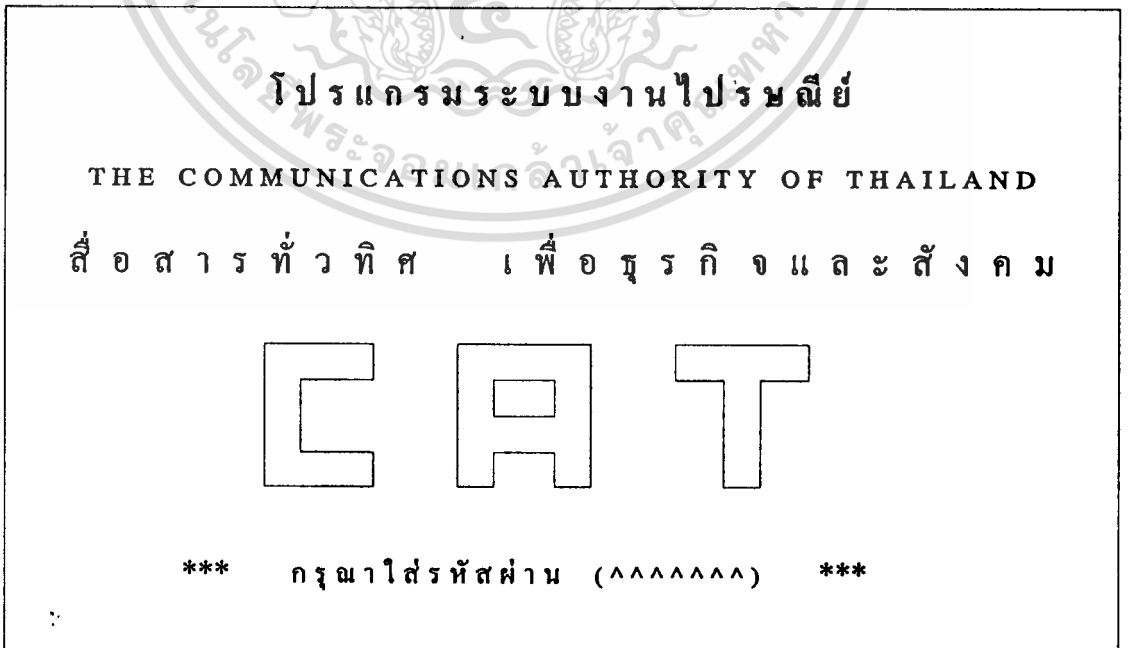 โปรแกรมระบบงานไปรษณีย์
THE COMMUNICATIONS AUTHORITY OF THAILAND
สื่อสารทั่วทิศ เพื่อธุรกิจและสังคม
CAT
*** กรุณาใส่รหัสผ่าน (^^^^^^^) ***